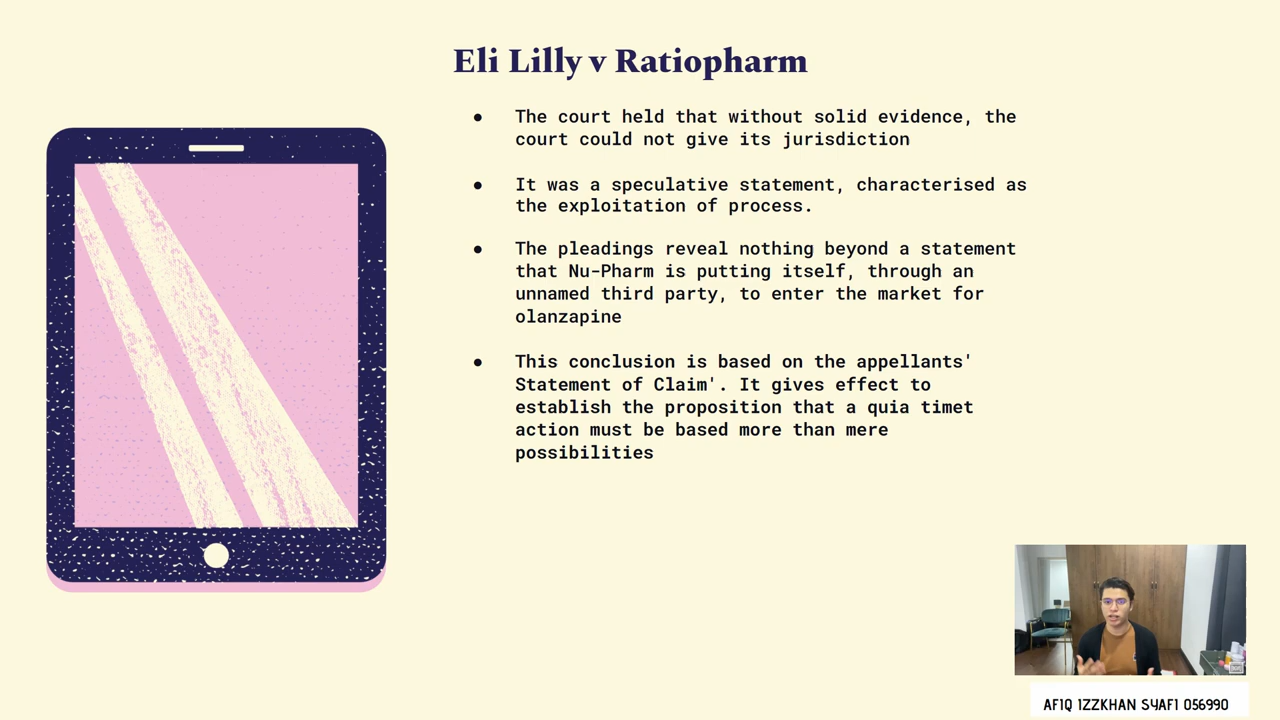 Eli Lilly v Ratiopharm
● The court held that without solid evidence, the
court could not give its jurisdiction
● It was a speculative statement, characterised as
the exploitation of process.
● The pleadings reveal nothing beyond a statement
that Nu-Pharm is putting itself, through an
unnamed third party, to enter the market for
olanzapine
● This conclusion is based on the appellants'
Statement of Claim'. It gives effect to
establish the proposition that a quia timet
action must be based more than mere
possibilities
AFIQ IZZKHAN SYAFI 056990